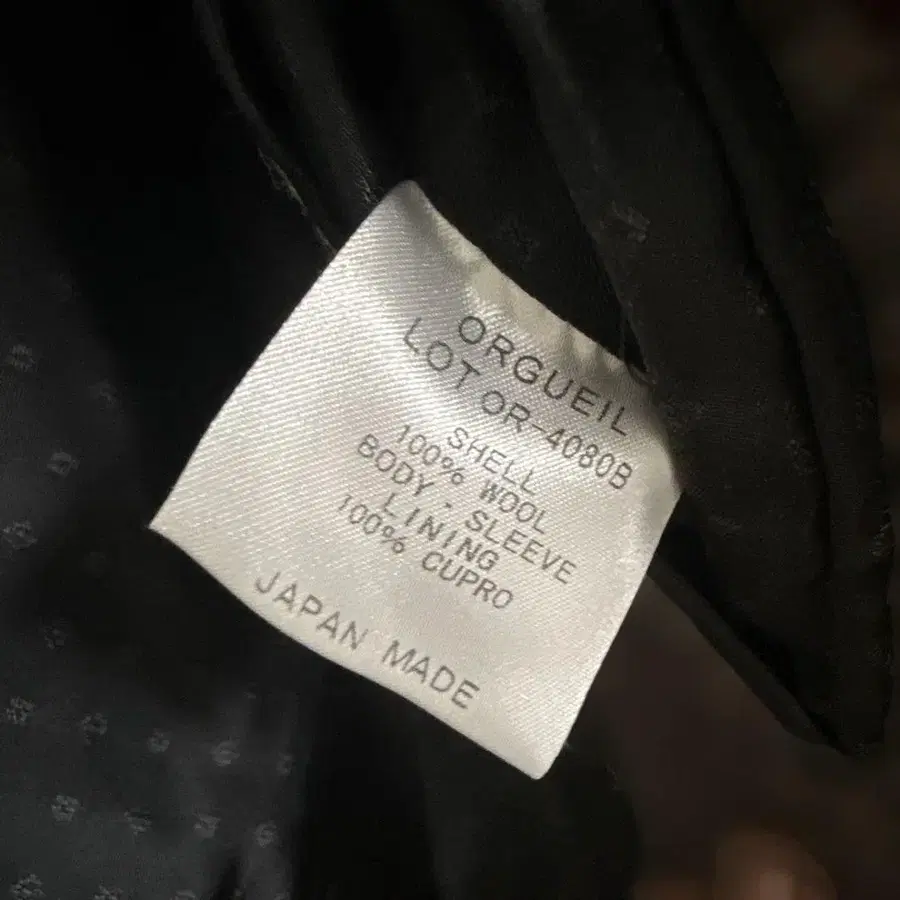 ORGUEIL
LOT OR-4080B
SHELL
100% WOOL
BODY - SLEEVE
LINING
100% CUPRO
JAPAN MADE